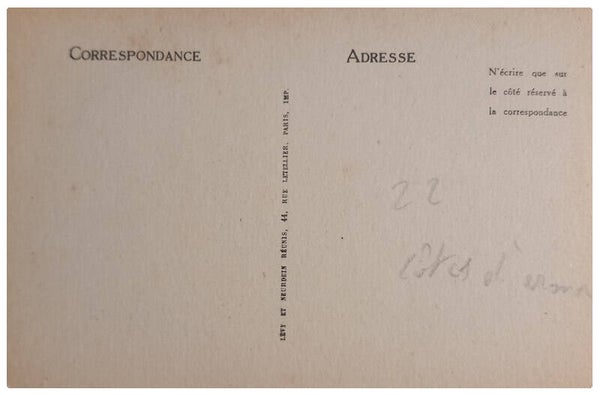 CORRESPONDANCE
ADRESSE
N'écrire que sur
le côté réservé à
la correspondance
LÉVY ET NEURDEIN RÉUNIS, 44, RUE LETELLIER, PARIS, IMP.
22
Côtes d'armor